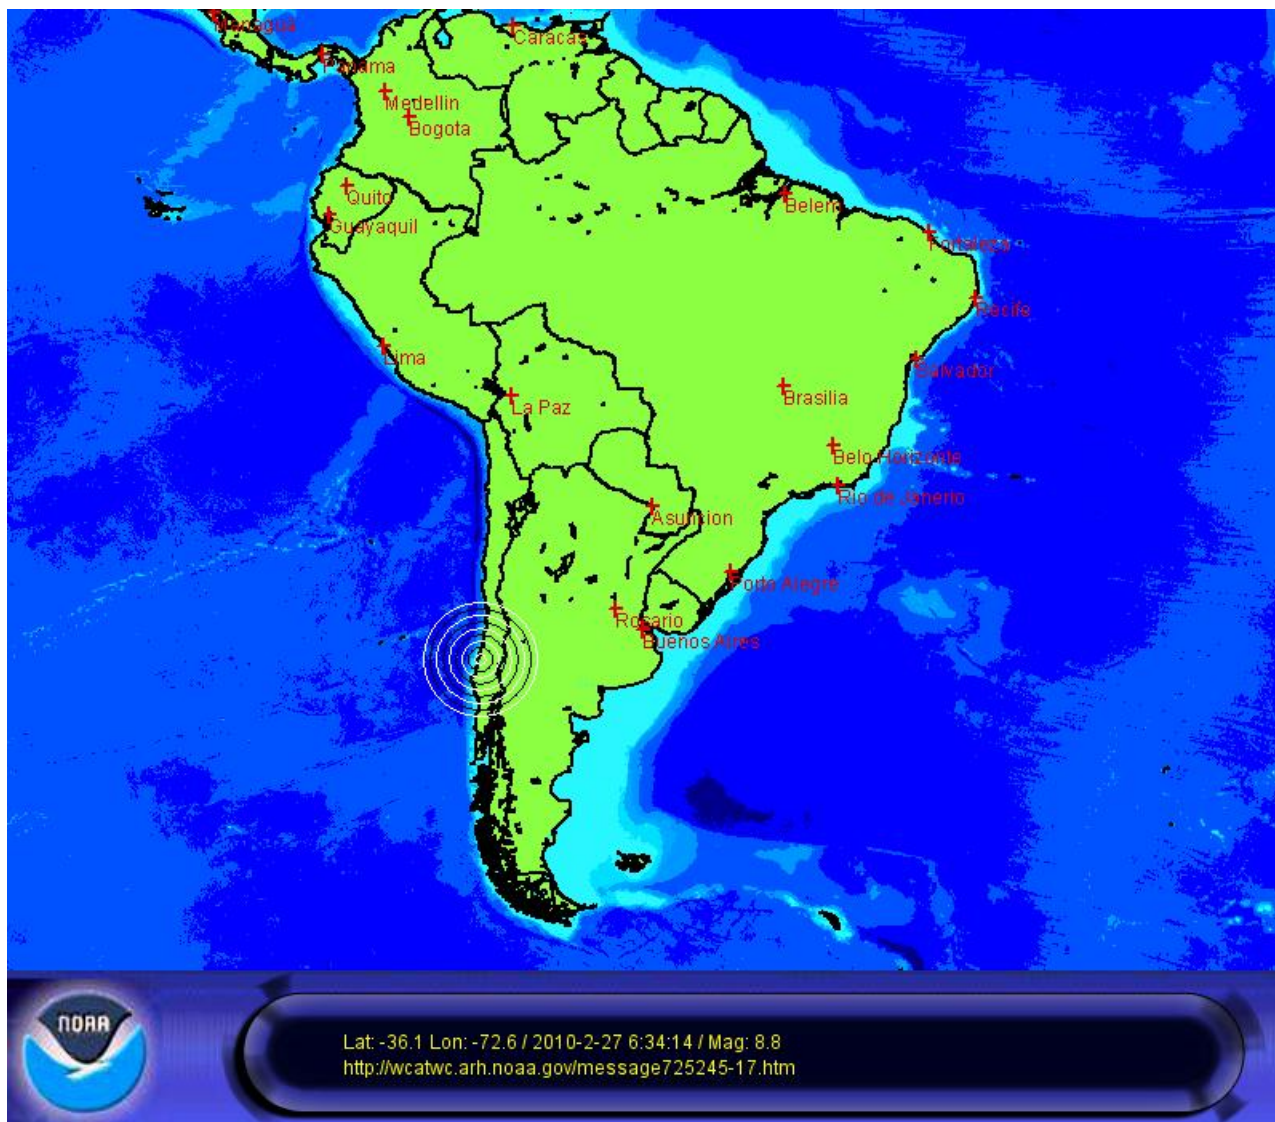 Managua
Caracas
Panama
Medellin
Bogota
Quito
Guayaquil
Belem
Fortaleza
Recife
Lima
Salvador
La Paz
Brasilia
Belo Horizonte
Rio de Janerio
Asuncion
Porto Alegre
Rosario
Buenos Aires
NOAA
Lat: -36.1 Lon: -72.6 / 2010-2-27 6:34:14 / Mag: 8.8
http://wcatwc.arh.noaa.gov/message725245-17.htm